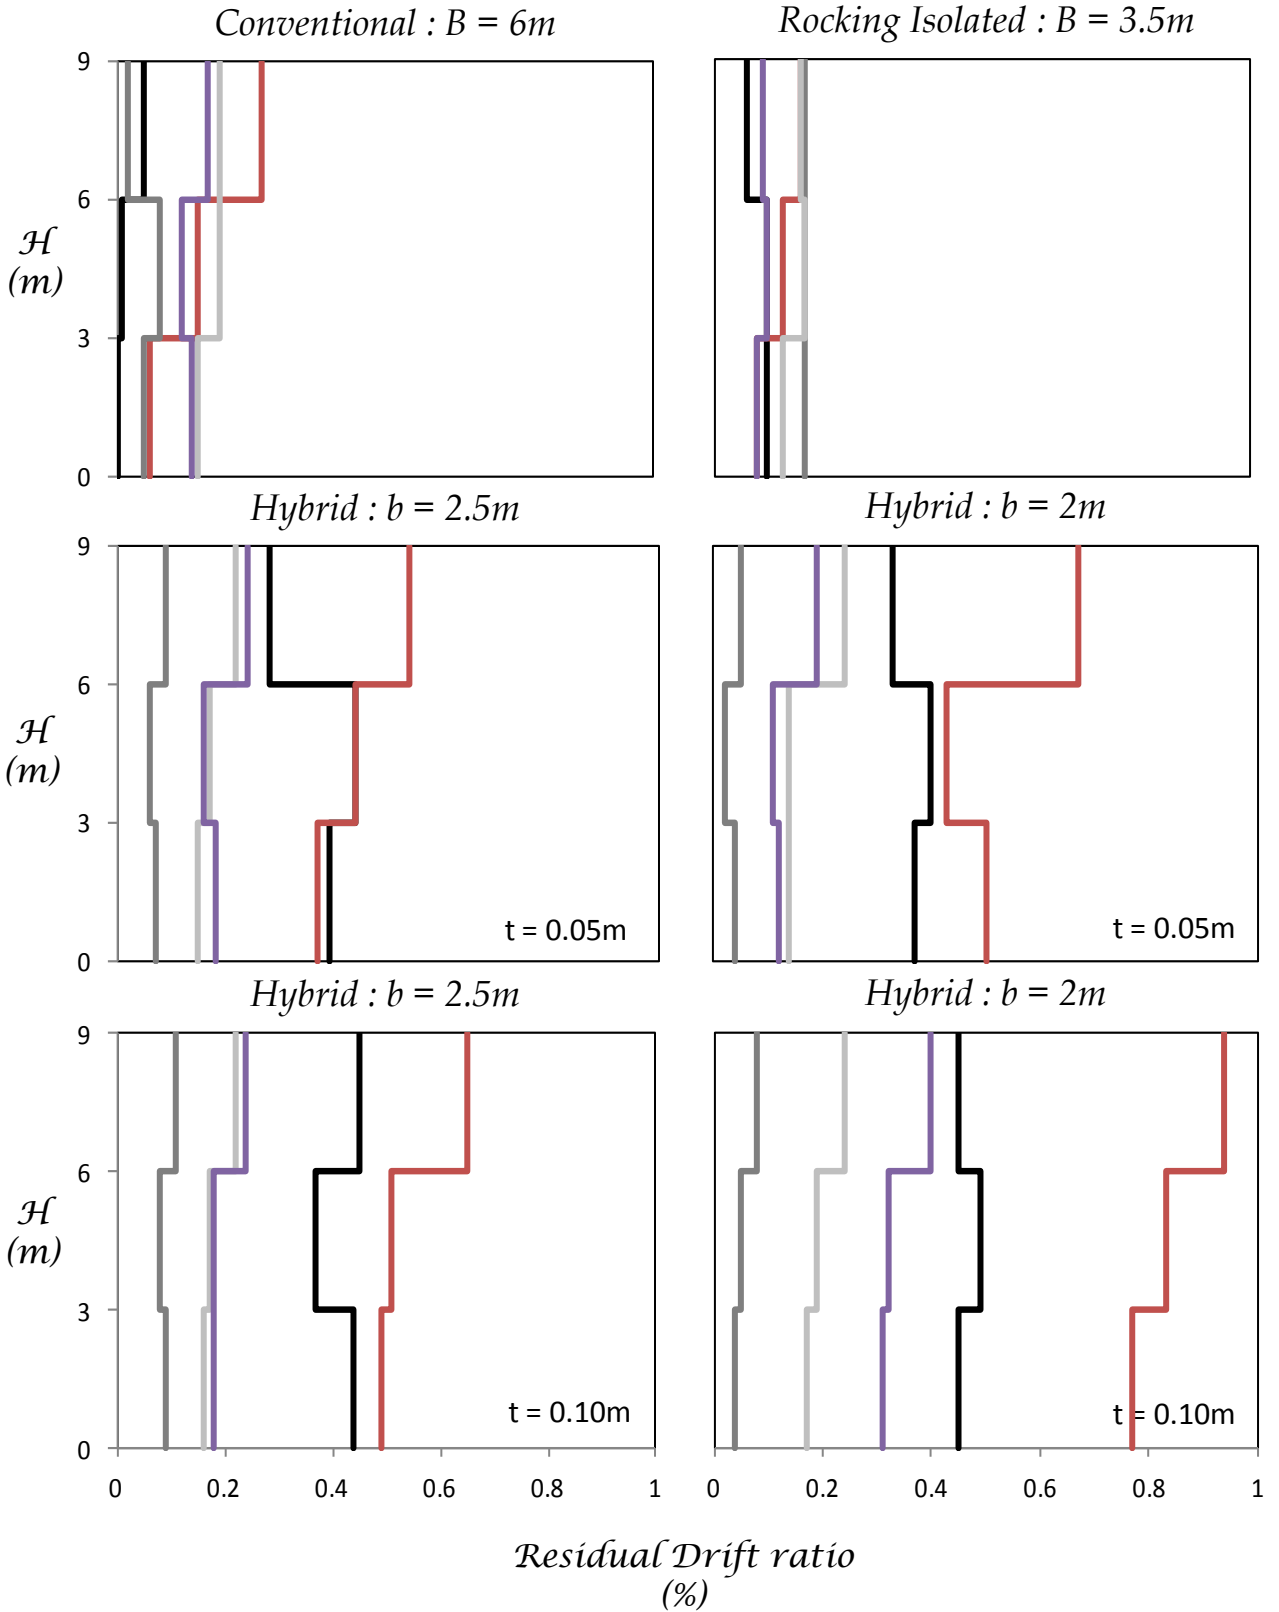 Conventional : B = 6m
Rocking Isolated : B = 3.5m
9
6
3
0
H
(m)
Hybrid : b = 2.5m
Hybrid : b = 2m
9
6
3
0
H
(m)
t = 0.05m
t = 0.05m
Hybrid : b = 2.5m
Hybrid : b = 2m
9
6
3
0
H
(m)
t = 0.10m
t = 0.10m
0 0.2 0.4 0.6 0.8 1
0 0.2 0.4 0.6 0.8 1
Residual Drift ratio
(%)